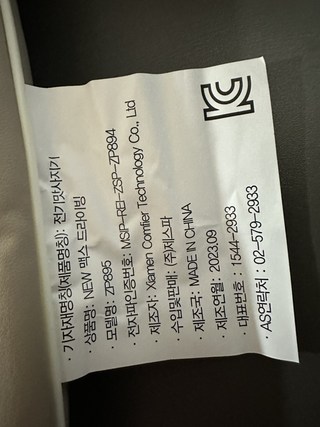 기자재명칭(제품명칭): 전기맛사지기
· 상품명: NEW 맥스 드라이빙
· 모델명: ZP895
· 전자파인증번호: MSIP-REI-ZSP-ZP894
· 제조자: Xiamen Comfier Technology Co., Ltd
· 수입및판매: (주)제스파
· 제조국: MADE IN CHINA
· 제조연월: 2023.09
· 대표번호 : 1544-2933
· AS연락처 : 02-579-2933